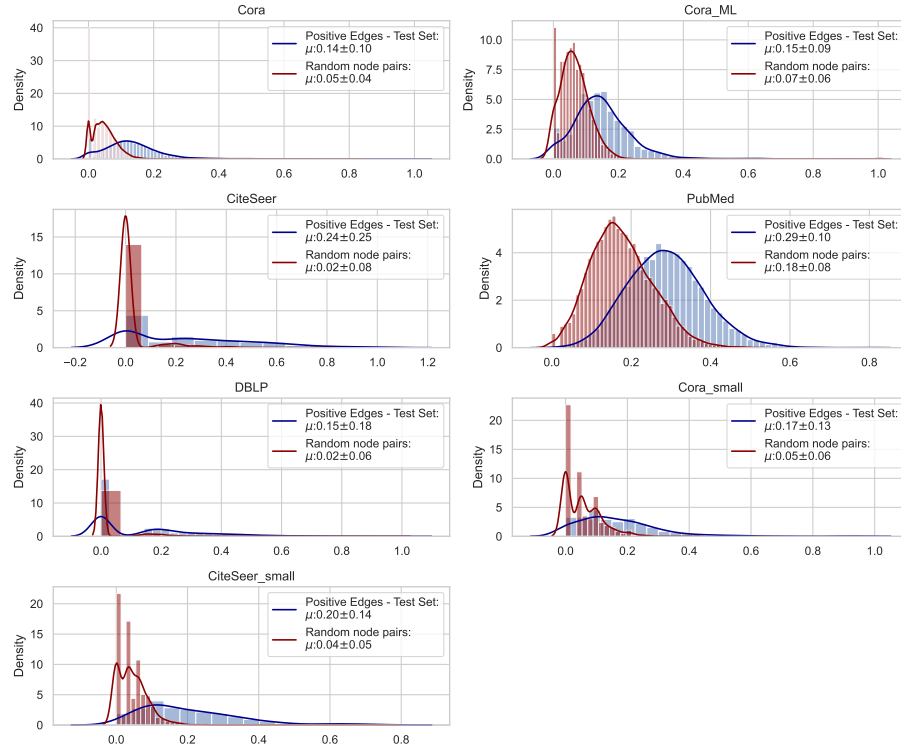 Cora
Density
40
30
20
10
0
0.0 0.2 0.4 0.6 0.8 1.0
Positive Edges - Test Set:
μ:0.14±0.10
Random node pairs:
μ:0.05±0.04
Cora_ML
Density
10.0
7.5
5.0
2.5
0.0
0.0 0.2 0.4 0.6 0.8 1.0
Positive Edges - Test Set:
μ:0.15±0.09
Random node pairs:
μ:0.07±0.06
CiteSeer
Density
15
10
5
0
−0.2 0.0 0.2 0.4 0.6 0.8 1.0 1.2
Positive Edges - Test Set:
μ:0.24±0.25
Random node pairs:
μ:0.02±0.08
PubMed
Density
4
2
0
0.0 0.2 0.4 0.6 0.8
Positive Edges - Test Set:
μ:0.29±0.10
Random node pairs:
μ:0.18±0.08
DBLP
Density
40
30
20
10
0
0.0 0.2 0.4 0.6 0.8 1.0
Positive Edges - Test Set:
μ:0.15±0.18
Random node pairs:
μ:0.02±0.06
Cora_small
Density
25
20
15
10
5
0
0.0 0.2 0.4 0.6 0.8 1.0
Positive Edges - Test Set:
μ:0.17±0.13
Random node pairs:
μ:0.05±0.06
CiteSeer_small
Density
20
15
10
5
0
0.0 0.2 0.4 0.6 0.8
Positive Edges - Test Set:
μ:0.20±0.14
Random node pairs:
μ:0.04±0.05